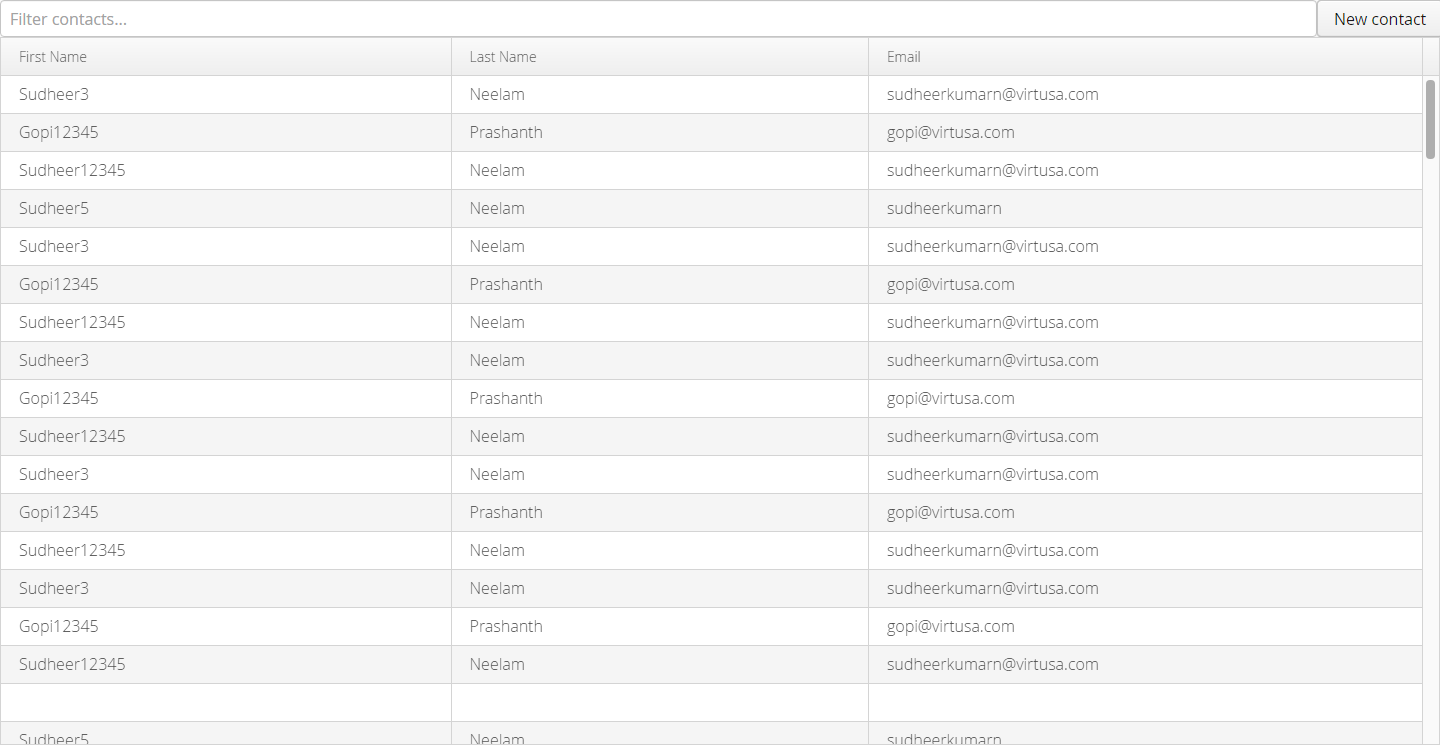 Filter contacts... New contact
First Name Last Name Email
Sudheer3 Neelam sudheerkumarn@virtusa.com
Gopi12345 Prashanth gopi@virtusa.com
Sudheer12345 Neelam sudheerkumarn@virtusa.com
Sudheer5 Neelam sudheerkumarn
Sudheer3 Neelam sudheerkumarn@virtusa.com
Gopi12345 Prashanth gopi@virtusa.com
Sudheer12345 Neelam sudheerkumarn@virtusa.com
Sudheer3 Neelam sudheerkumarn@virtusa.com
Gopi12345 Prashanth gopi@virtusa.com
Sudheer12345 Neelam sudheerkumarn@virtusa.com
Sudheer3 Neelam sudheerkumarn@virtusa.com
Gopi12345 Prashanth gopi@virtusa.com
Sudheer12345 Neelam sudheerkumarn@virtusa.com
Sudheer3 Neelam sudheerkumarn@virtusa.com
Gopi12345 Prashanth gopi@virtusa.com
Sudheer12345 Neelam sudheerkumarn@virtusa.com
Sudheer5 Neelam sudheerkumarn